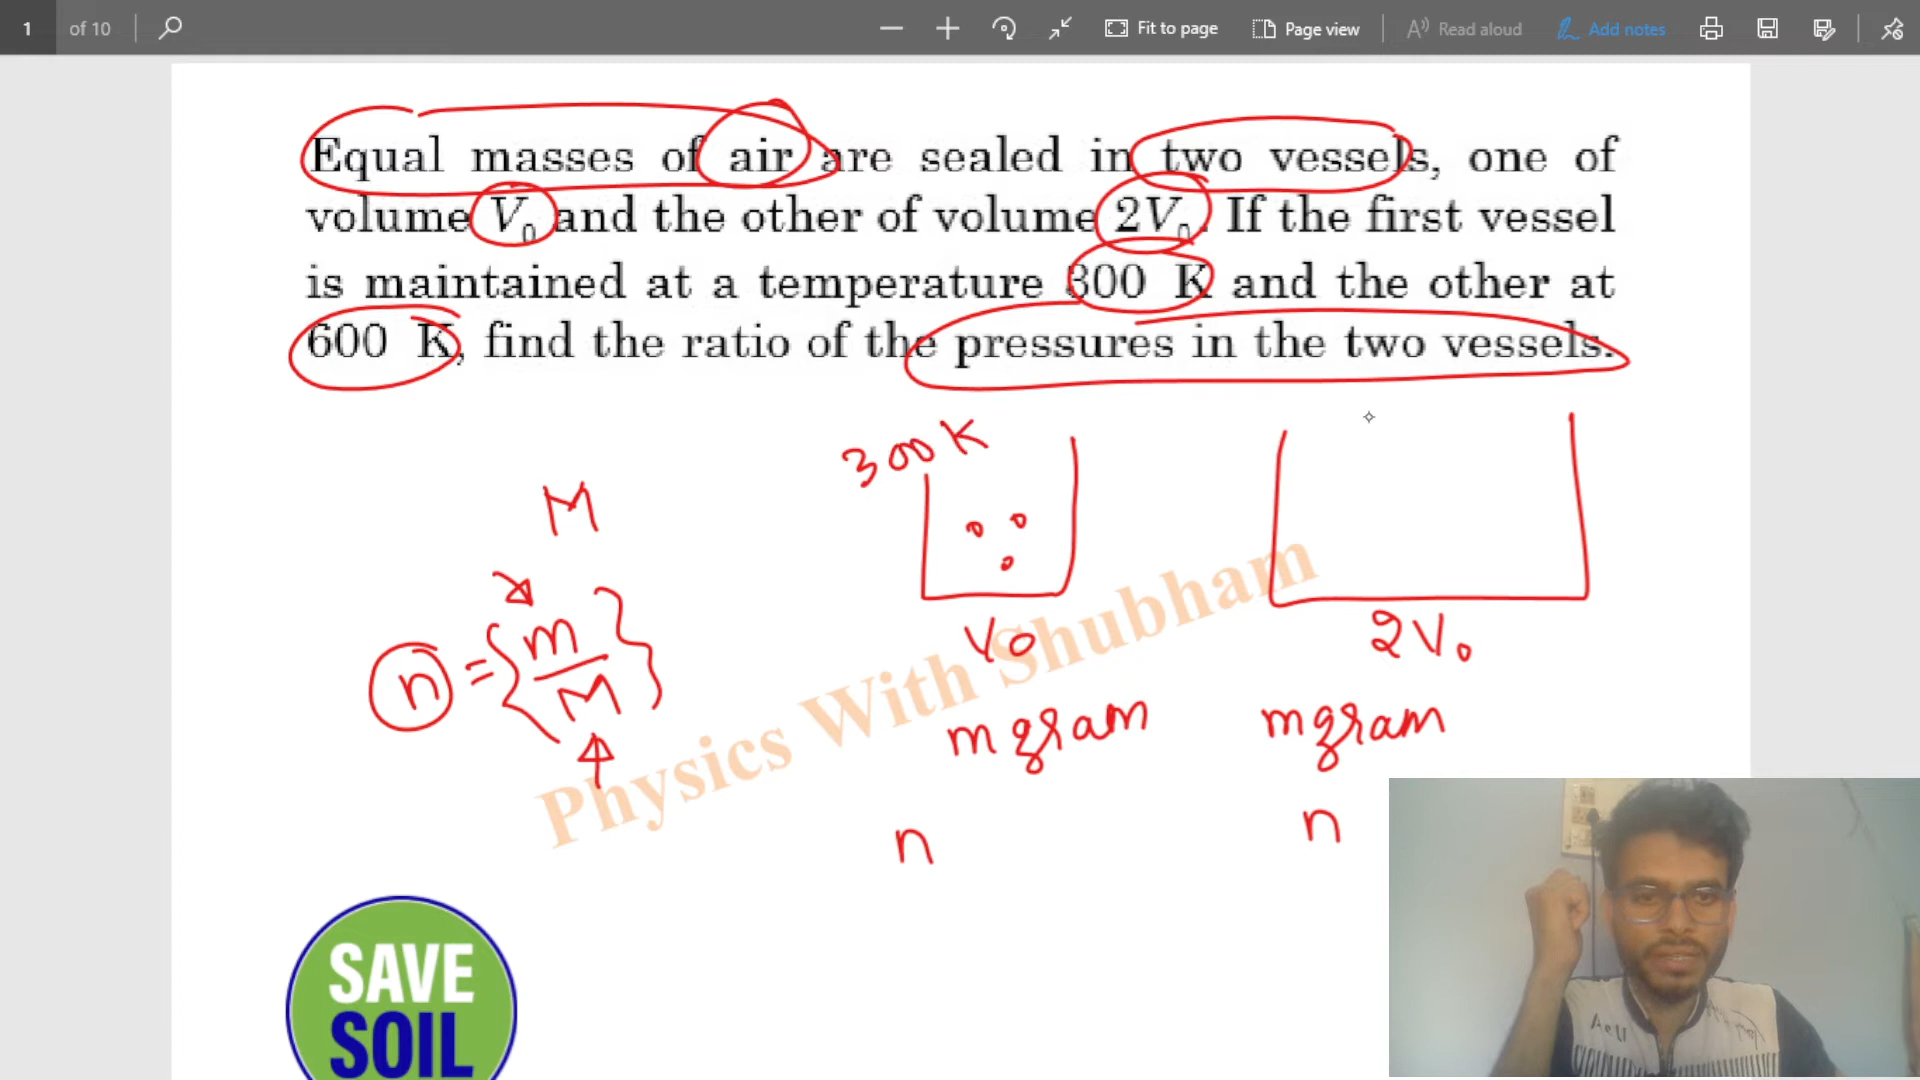 1 of 10 Fit to page Page view Read aloud Add notes
Equal masses of air are sealed in two vessels, one of
volume V₀ and the other of volume 2V₀. If the first vessel
is maintained at a temperature 300 K and the other at
600 K, find the ratio of the pressures in the two vessels.
300K
M
n = { m / M }
V0
2V₀
m gram
m gram
n
n
Physics With Shubham
SAVE
SOIL